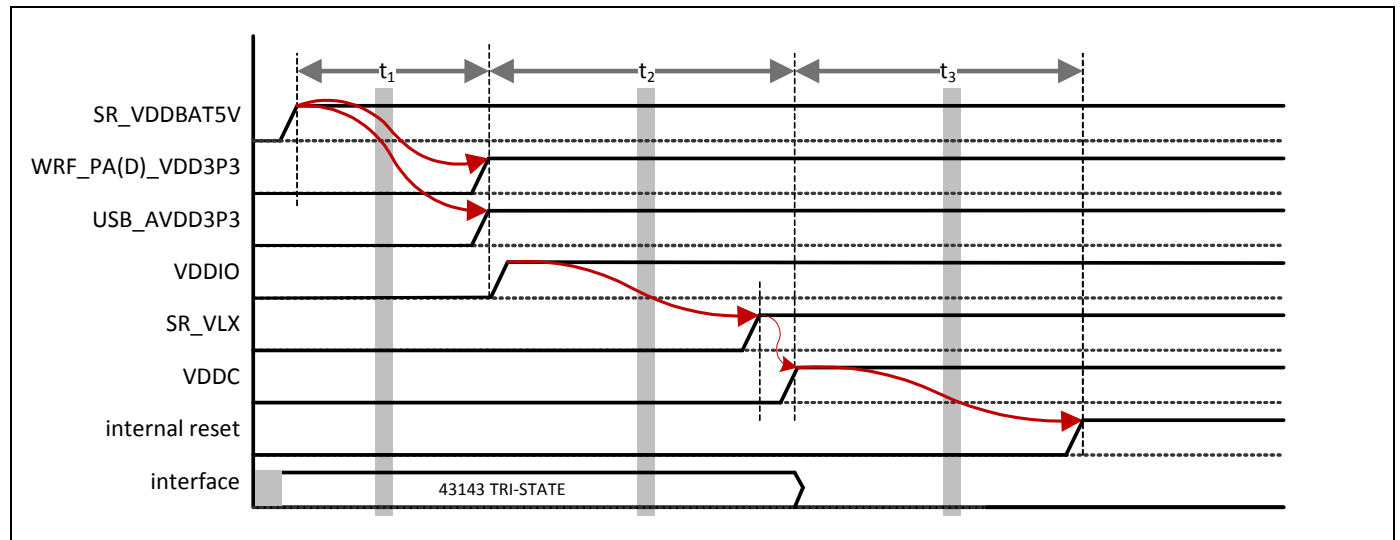 t₁ t₂ t₃
SR_VDDBAT5V
WRF_PA(D)_VDD3P3
USB_AVDD3P3
VDDIO
SR_VLX
VDDC
internal reset
interface 43143 TRI-STATE